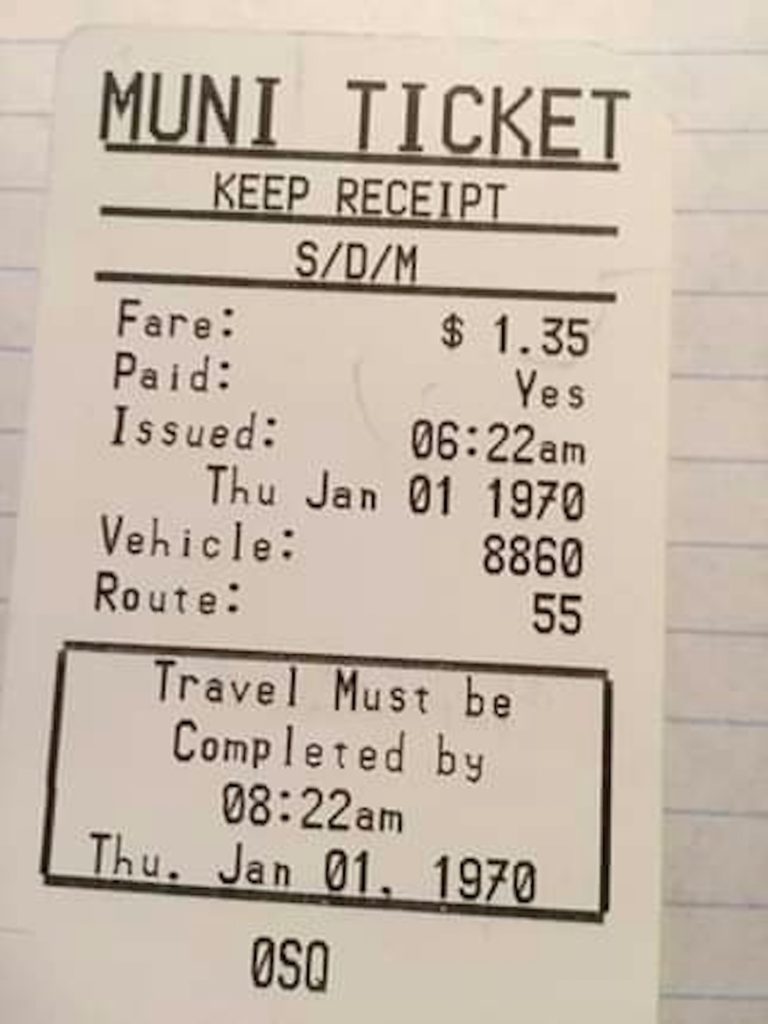 MUNI TICKET
KEEP RECEIPT
S/D/M
Fare: $ 1.35
Paid: Yes
Issued: 06:22am
Thu Jan 01 1970
Vehicle: 8860
Route: 55
Travel Must be
Completed by
08:22am
Thu. Jan 01, 1970
0SQ